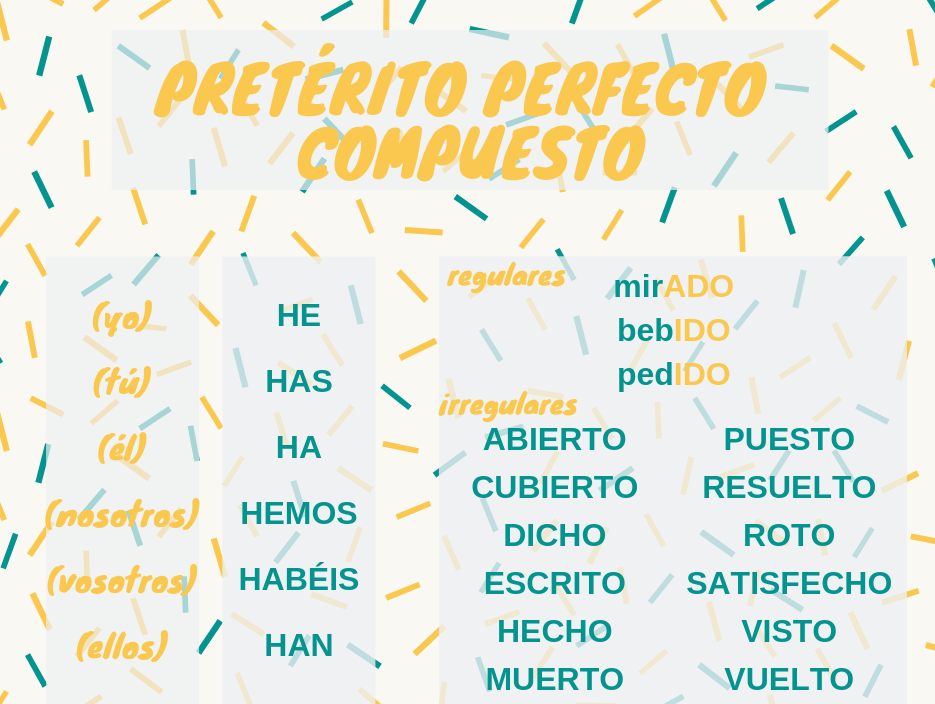 PRETÉRITO PERFECTO
COMPUESTO
(yo)
(tú)
(él)
(nosotros)
(vosotros)
(ellos)
HE
HAS
HA
HEMOS
HABÉIS
HAN
regulares
mirADO
bebIDO
pedIDO
irregulares
ABIERTO
CUBIERTO
DICHO
ESCRITO
HECHO
MUERTO
PUESTO
RESUELTO
ROTO
SATISFECHO
VISTO
VUELTO